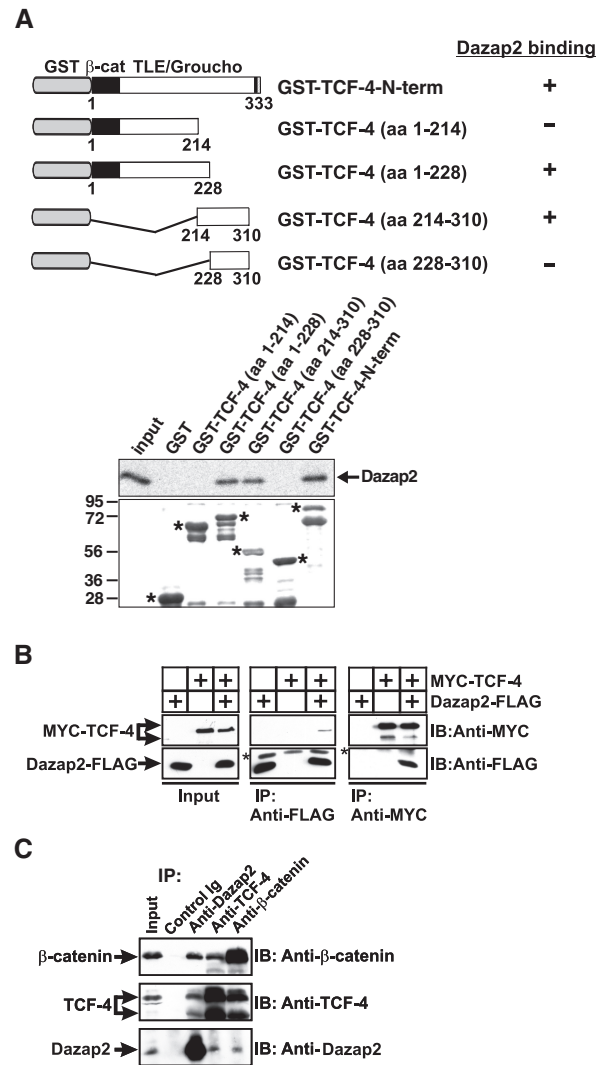 A
Dazap2 binding
GST β-cat TLE/Groucho
GST-TCF-4-N-term +
1 333
GST-TCF-4 (aa 1-214) –
1 214
GST-TCF-4 (aa 1-228) +
1 228
GST-TCF-4 (aa 214-310) +
214 310
GST-TCF-4 (aa 228-310) –
228 310
input
GST
GST-TCF-4 (aa 1-214)
GST-TCF-4 (aa 1-228)
GST-TCF-4 (aa 214-310)
GST-TCF-4 (aa 228-310)
GST-TCF-4-N-term
Dazap2
95
72
56
36
28
* * * * * *
B
+ + + + + + MYC-TCF-4
+ + + + + + Dazap2-FLAG
MYC-TCF-4 IB:Anti-MYC
Dazap2-FLAG * * IB:Anti-FLAG
Input IP: IP:
Anti-FLAG Anti-MYC
C
IP:
Input
Control Ig
Anti-Dazap2
Anti-TCF-4
Anti-β-catenin
β-catenin IB: Anti-β-catenin
TCF-4 IB: Anti-TCF-4
Dazap2 IB: Anti-Dazap2